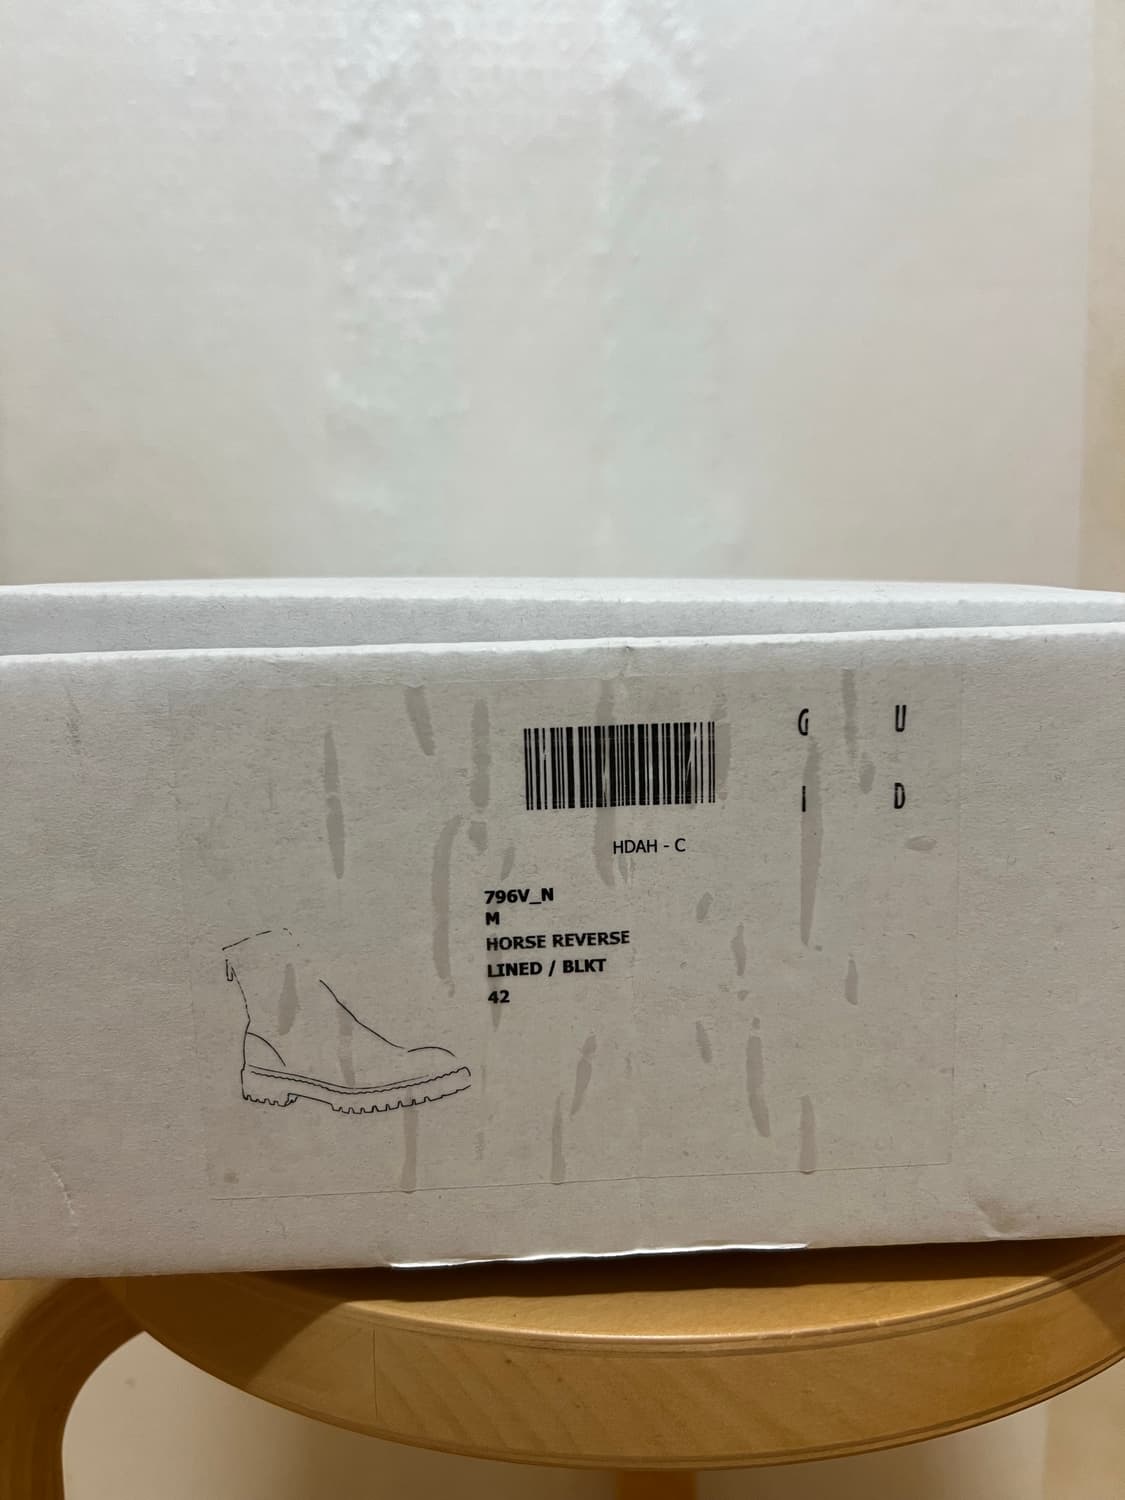 G U
I D
HDAH - C
796V_N
M
HORSE REVERSE
LINED / BLKT
42